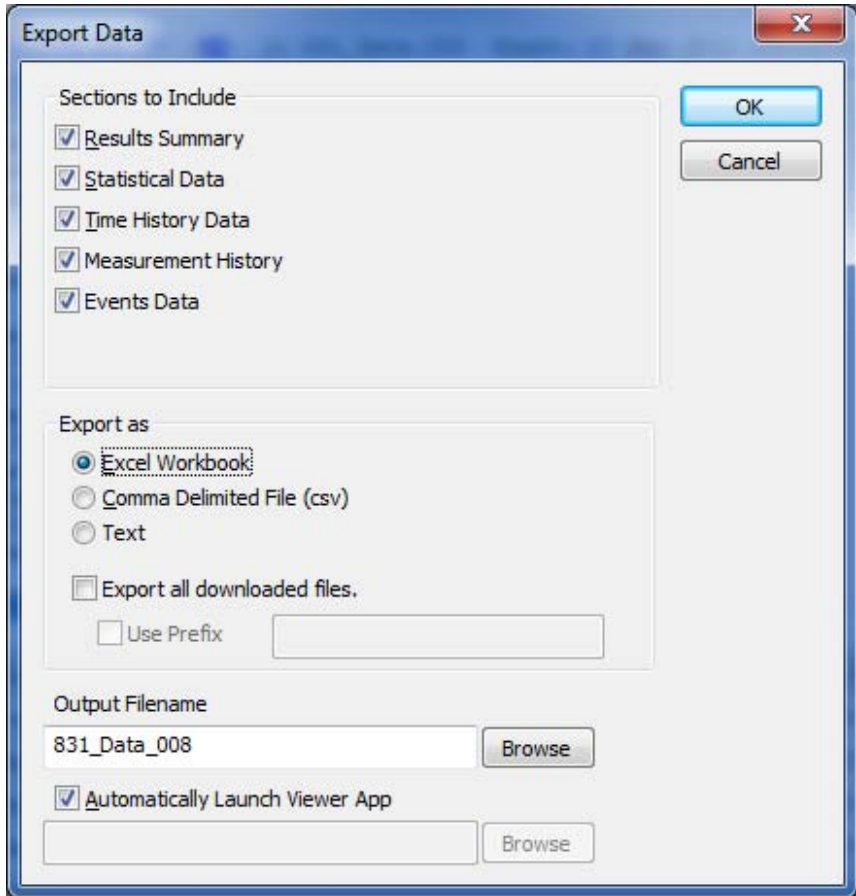 Export Data
Sections to Include
Results Summary
Statistical Data
Time History Data
Measurement History
Events Data
OK
Cancel
Export as
Excel Workbook
Comma Delimited File (csv)
Text
Export all downloaded files.
Use Prefix
Output Filename
831_Data_008
Browse
Automatically Launch Viewer App
Browse